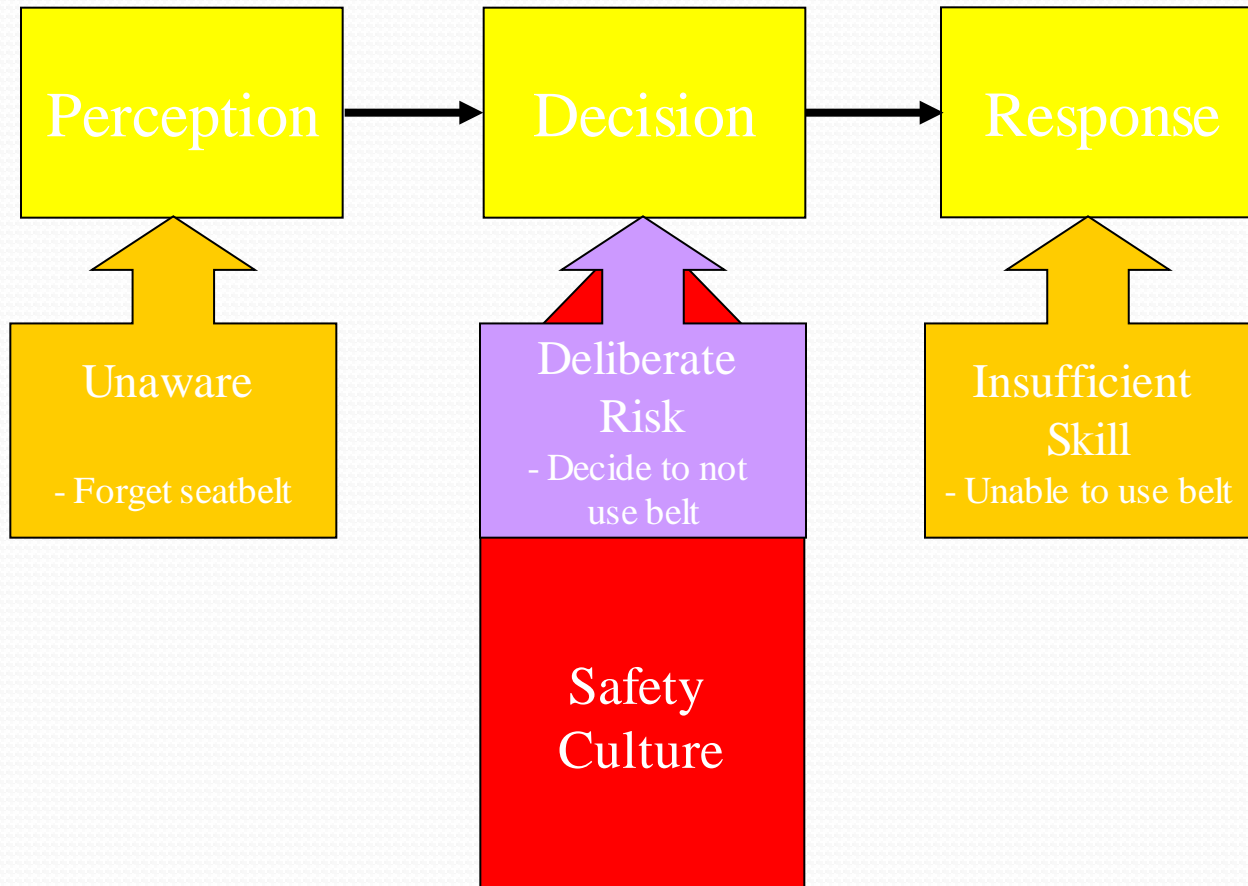 Perception
Decision
Response
Unaware
- Forget seatbelt
Deliberate
Risk
- Decide to not
use belt
Insufficient
Skill
- Unable to use belt
Safety
Culture